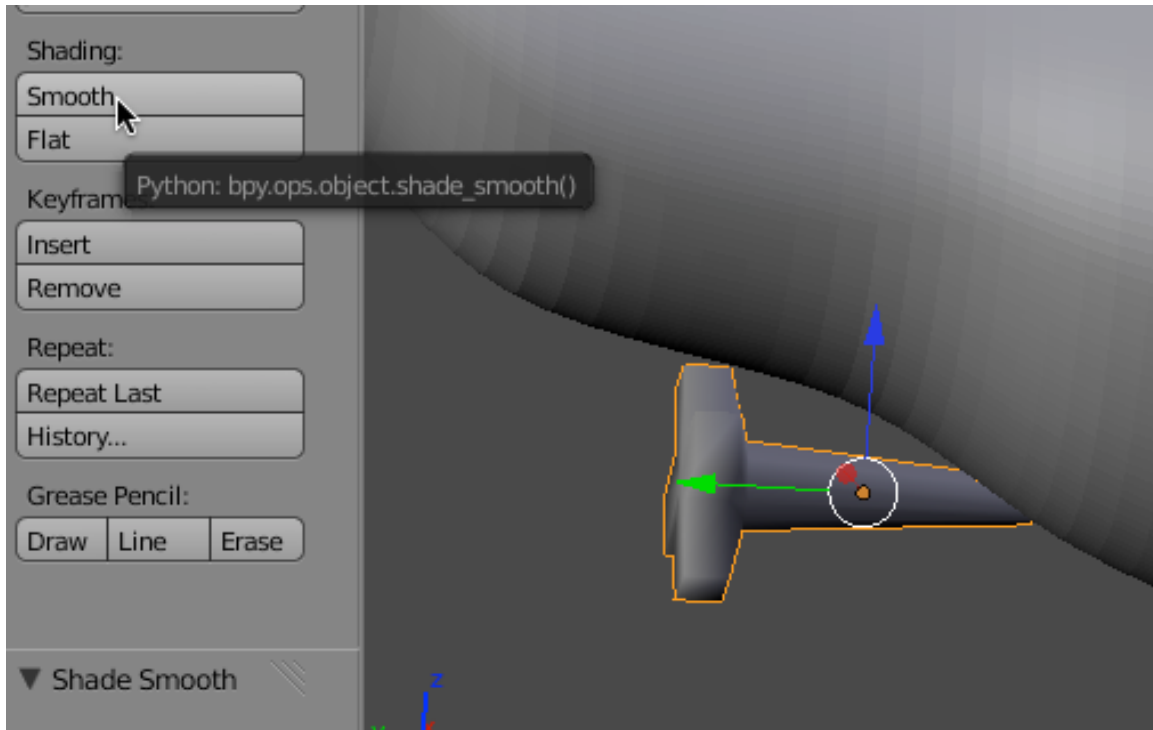 Shading:
Smooth
Flat
Python: bpy.ops.object.shade_smooth()
Keyframes:
Insert
Remove
Repeat:
Repeat Last
History...
Grease Pencil:
Draw Line Erase
Shade Smooth
z